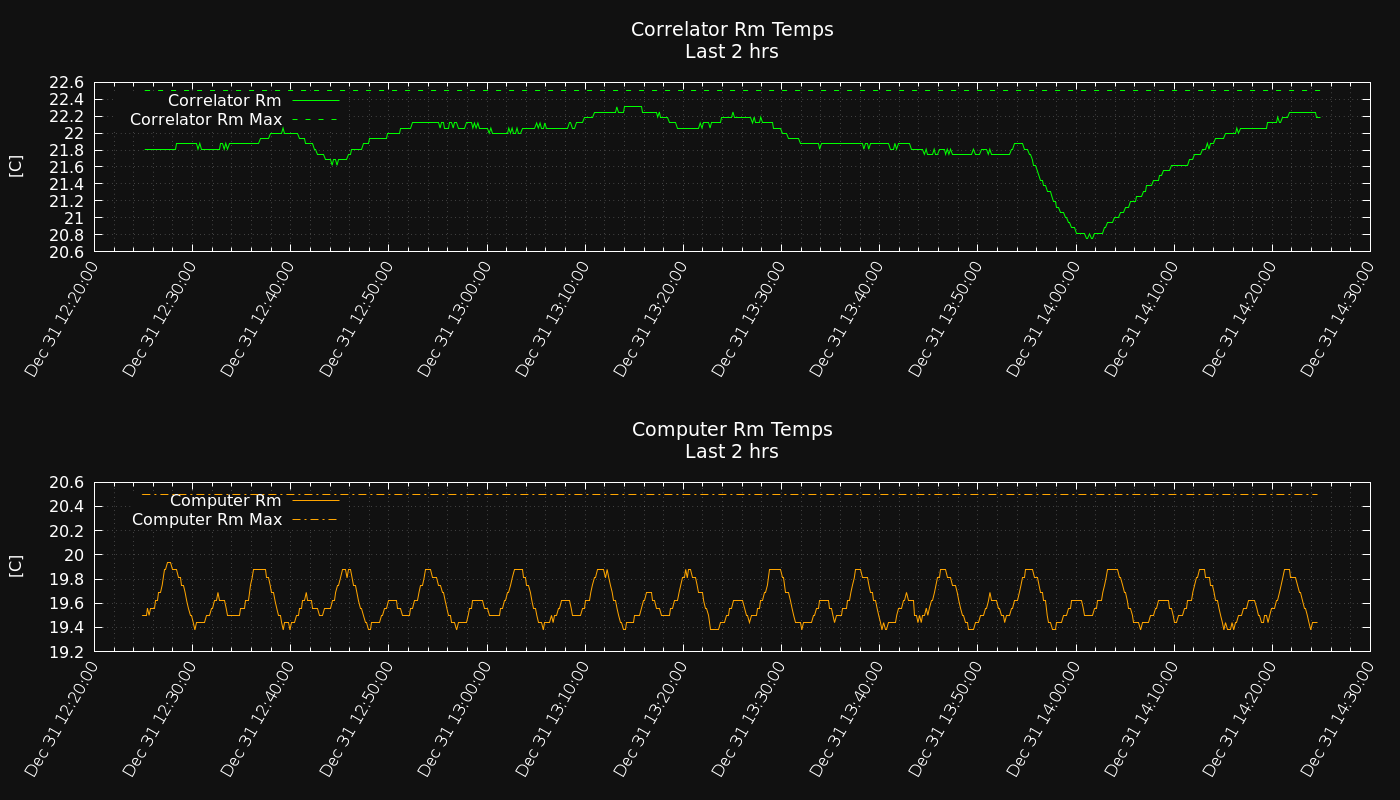 Correlator Rm Temps
Last 2 hrs
22.6
22.4
22.2
22
21.8
21.6
21.4
21.2
21
20.8
20.6
[C]
Correlator Rm
Correlator Rm Max
Dec 31 12:20:00
Dec 31 12:30:00
Dec 31 12:40:00
Dec 31 12:50:00
Dec 31 13:00:00
Dec 31 13:10:00
Dec 31 13:20:00
Dec 31 13:30:00
Dec 31 13:40:00
Dec 31 13:50:00
Dec 31 14:00:00
Dec 31 14:10:00
Dec 31 14:20:00
Dec 31 14:30:00
Computer Rm Temps
Last 2 hrs
20.6
20.4
20.2
20
19.8
19.6
19.4
19.2
[C]
Computer Rm
Computer Rm Max
Dec 31 12:20:00
Dec 31 12:30:00
Dec 31 12:40:00
Dec 31 12:50:00
Dec 31 13:00:00
Dec 31 13:10:00
Dec 31 13:20:00
Dec 31 13:30:00
Dec 31 13:40:00
Dec 31 13:50:00
Dec 31 14:00:00
Dec 31 14:10:00
Dec 31 14:20:00
Dec 31 14:30:00